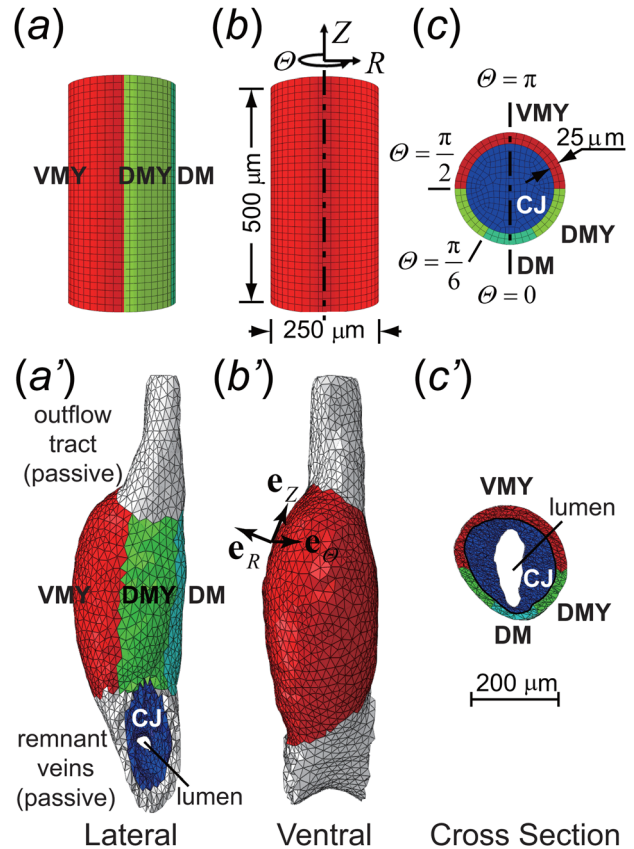 (a)
(b)
(c)
Z
Θ
R
Θ = π
VMY
25 μm
Θ = π/2
VMY
DMY
DM
500 μm
CJ
DMY
Θ = π/6
DM
Θ = 0
250 μm
(a')
(b')
(c')
outflow
tract
(passive)
e_Z
e_R
e_Θ
VMY
lumen
VMY
DMY
DM
CJ
DMY
DM
200 μm
CJ
remnant
veins
(passive)
lumen
Lateral
Ventral
Cross Section